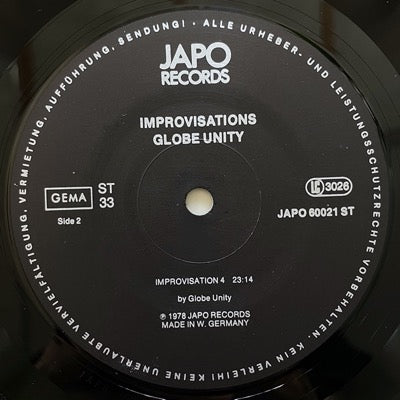 JAPO
RECORDS
IMPROVISATIONS
GLOBE UNITY
GEMA
ST
33
Side 2
LC 3026
JAPO 60021 ST
IMPROVISATION 4 23:14
by Globe Unity
℗ 1978 JAPO RECORDS
MADE IN W. GERMANY
ALLE URHEBER- UND LEISTUNGSSCHUTZRECHTE VORBEHALTEN. KEIN VERLEIH! KEINE UNERLAUBTE VERVIELFÄLTIGUNG, VERMIETUNG, AUFFÜHRUNG, SENDUNG! ·